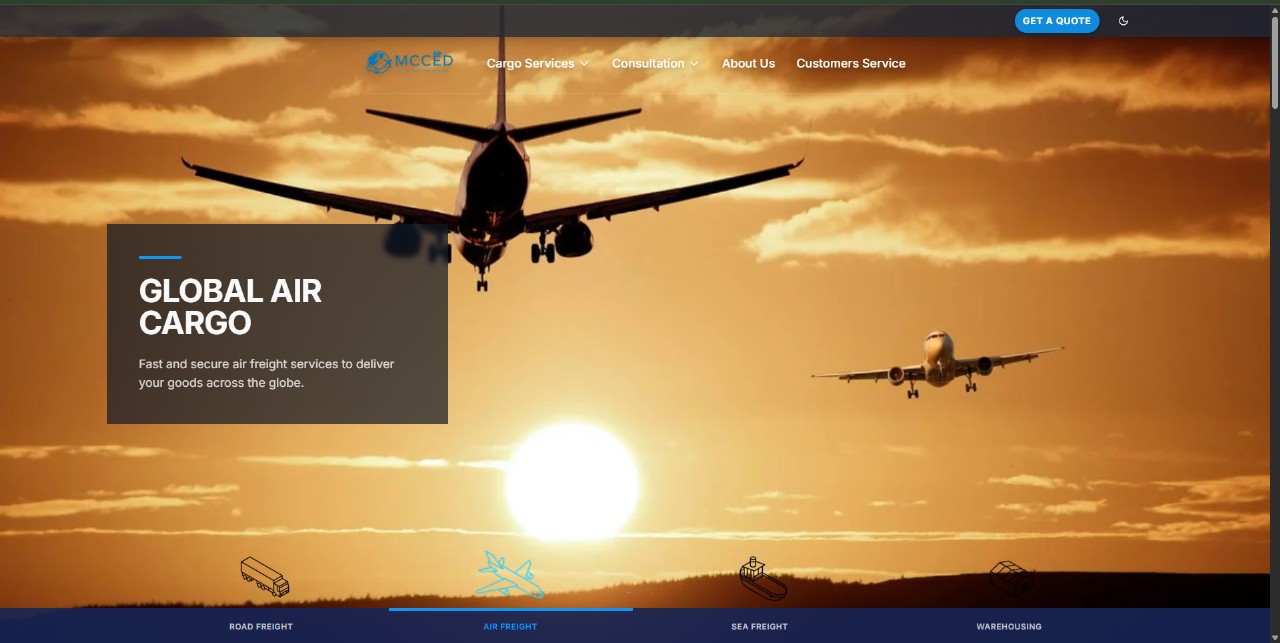 GET A QUOTE
MCCED
Cargo Services
Consultation
About Us
Customers Service
GLOBAL AIR
CARGO
Fast and secure air freight services to deliver
your goods across the globe.
ROAD FREIGHT
AIR FREIGHT
SEA FREIGHT
WAREHOUSING